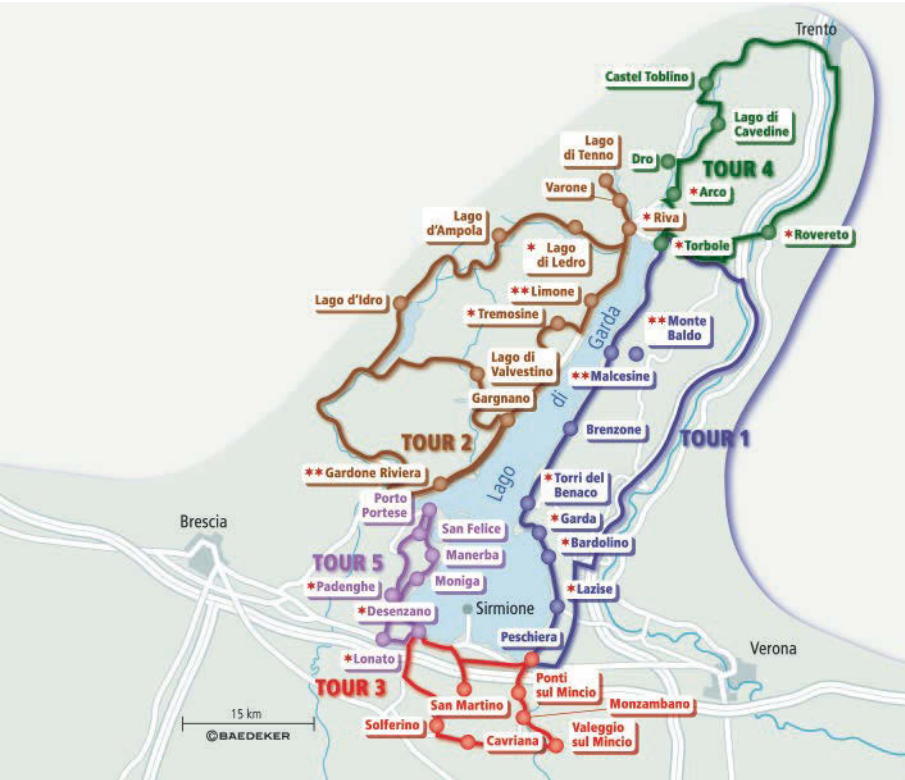 Trento
Castel Toblino
Lago di
Cavedine
Lago
di Tenno
Dro
TOUR 4
Varone
*Arco
Lago
d'Ampola
*Riva
*Rovereto
*Torbole
* Lago
di Ledro
**Limone
Lago d'Idro
*Tremosine
**Monte
Baldo
Lago di Garda
Lago di
Valvestino
**Malcesine
Gargnano
Brenzone
TOUR 2
TOUR 1
**Gardone Riviera
*Torri del
Benaco
Porto
Portese
*Garda
Brescia
San Felice
*Bardolino
TOUR 5
Manerba
*Padenghe
Moniga
*Lazise
*Desenzano
Sirmione
Peschiera
Verona
*Lonato
TOUR 3
Ponti
sul Mincio
San Martino
Monzambano
15 km
Solferino
Cavriana
Valeggio
sul Mincio
©BAEDEKER